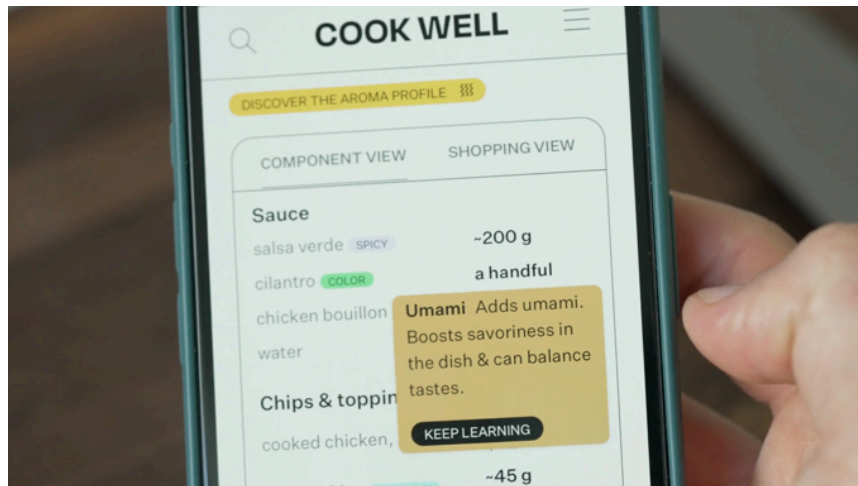 COOK WELL
DISCOVER THE AROMA PROFILE
COMPONENT VIEW SHOPPING VIEW
Sauce
salsa verde SPICY ~200 g
cilantro COLOR a handful
chicken bouillon
water
Umami Adds umami.
Boosts savoriness in
the dish & can balance
tastes.
KEEP LEARNING
Chips & toppin
cooked chicken,
~45 g